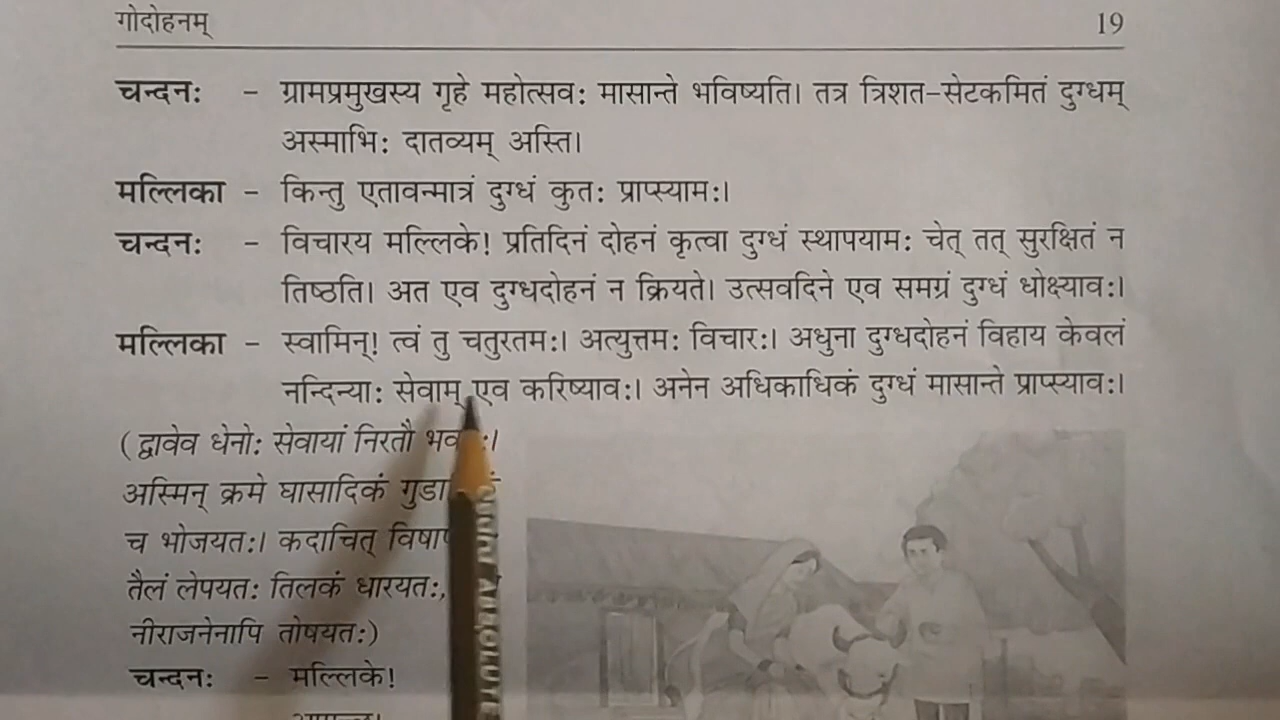 गोदोहनम् 19
चन्दनः - ग्रामप्रमुखस्य गृहे महोत्सवः मासान्ते भविष्यति। तत्र त्रिशत-सेटकमितं दुग्धम्
अस्माभिः दातव्यम् अस्ति।
मल्लिका - किन्तु एतावन्मात्रं दुग्धं कुतः प्राप्स्यामः।
चन्दनः - विचारय मल्लिके! प्रतिदिनं दोहनं कृत्वा दुग्धं स्थापयामः चेत् तत् सुरक्षितं न
तिष्ठति। अत एव दुग्धदोहनं न क्रियते। उत्सवदिने एव समग्रं दुग्धं धोक्ष्यावः।
मल्लिका - स्वामिन्! त्वं तु चतुरतमः। अत्युत्तमः विचारः। अधुना दुग्धदोहनं विहाय केवलं
नन्दिन्याः सेवाम् एव करिष्यावः। अनेन अधिकाधिकं दुग्धं मासान्ते प्राप्स्यावः।
(द्वावेव धेनोः सेवायां निरतौ
अस्मिन् क्रमे घासादिकं
च भोजयतः। कदाचित्
तैलं लेपयतः तिलकं धारयतः,
नीराजनेनापि तोषयतः)
चन्दनः - मल्लिके!